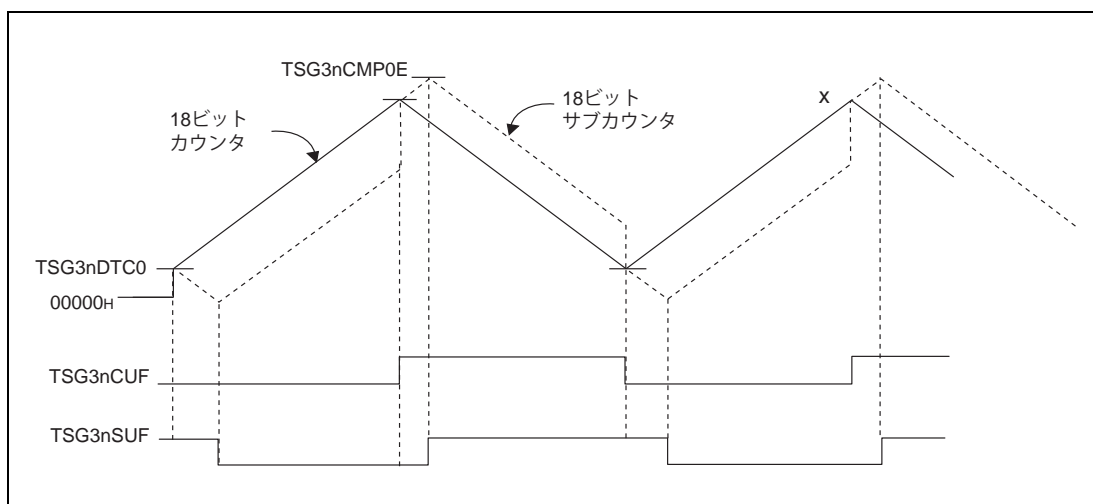 TSG3nCMP0E
18ビット
カウンタ
18ビット
サブカウンタ
x
TSG3nDTC0
00000H
TSG3nCUF
TSG3nSUF